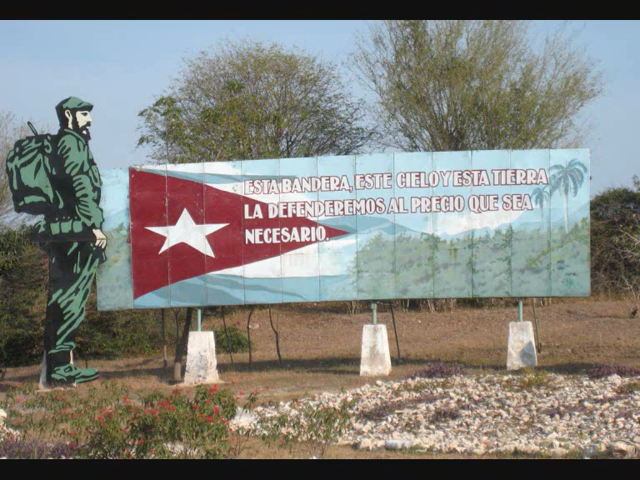 ESTA BANDERA, ESTE CIELO Y ESTA TIERRA
LA DEFENDEREMOS AL PRECIO QUE SEA
NECESARIO.